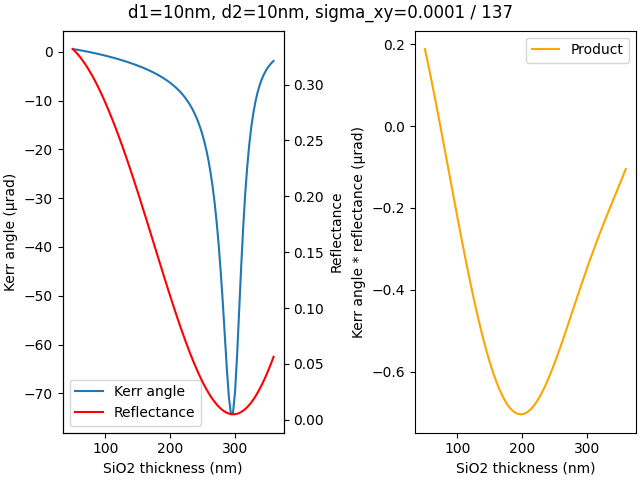 d1=10nm, d2=10nm, sigma_xy=0.0001 / 137
0
−10
−20
−30
−40
−50
−60
−70
Kerr angle (μrad)
100
200
300
SiO2 thickness (nm)
Kerr angle
Reflectance
0.30
0.25
0.20
0.15
0.10
0.05
0.00
Reflectance
0.2
0.0
−0.2
−0.4
−0.6
Kerr angle * reflectance (μrad)
Product
100
200
300
SiO2 thickness (nm)